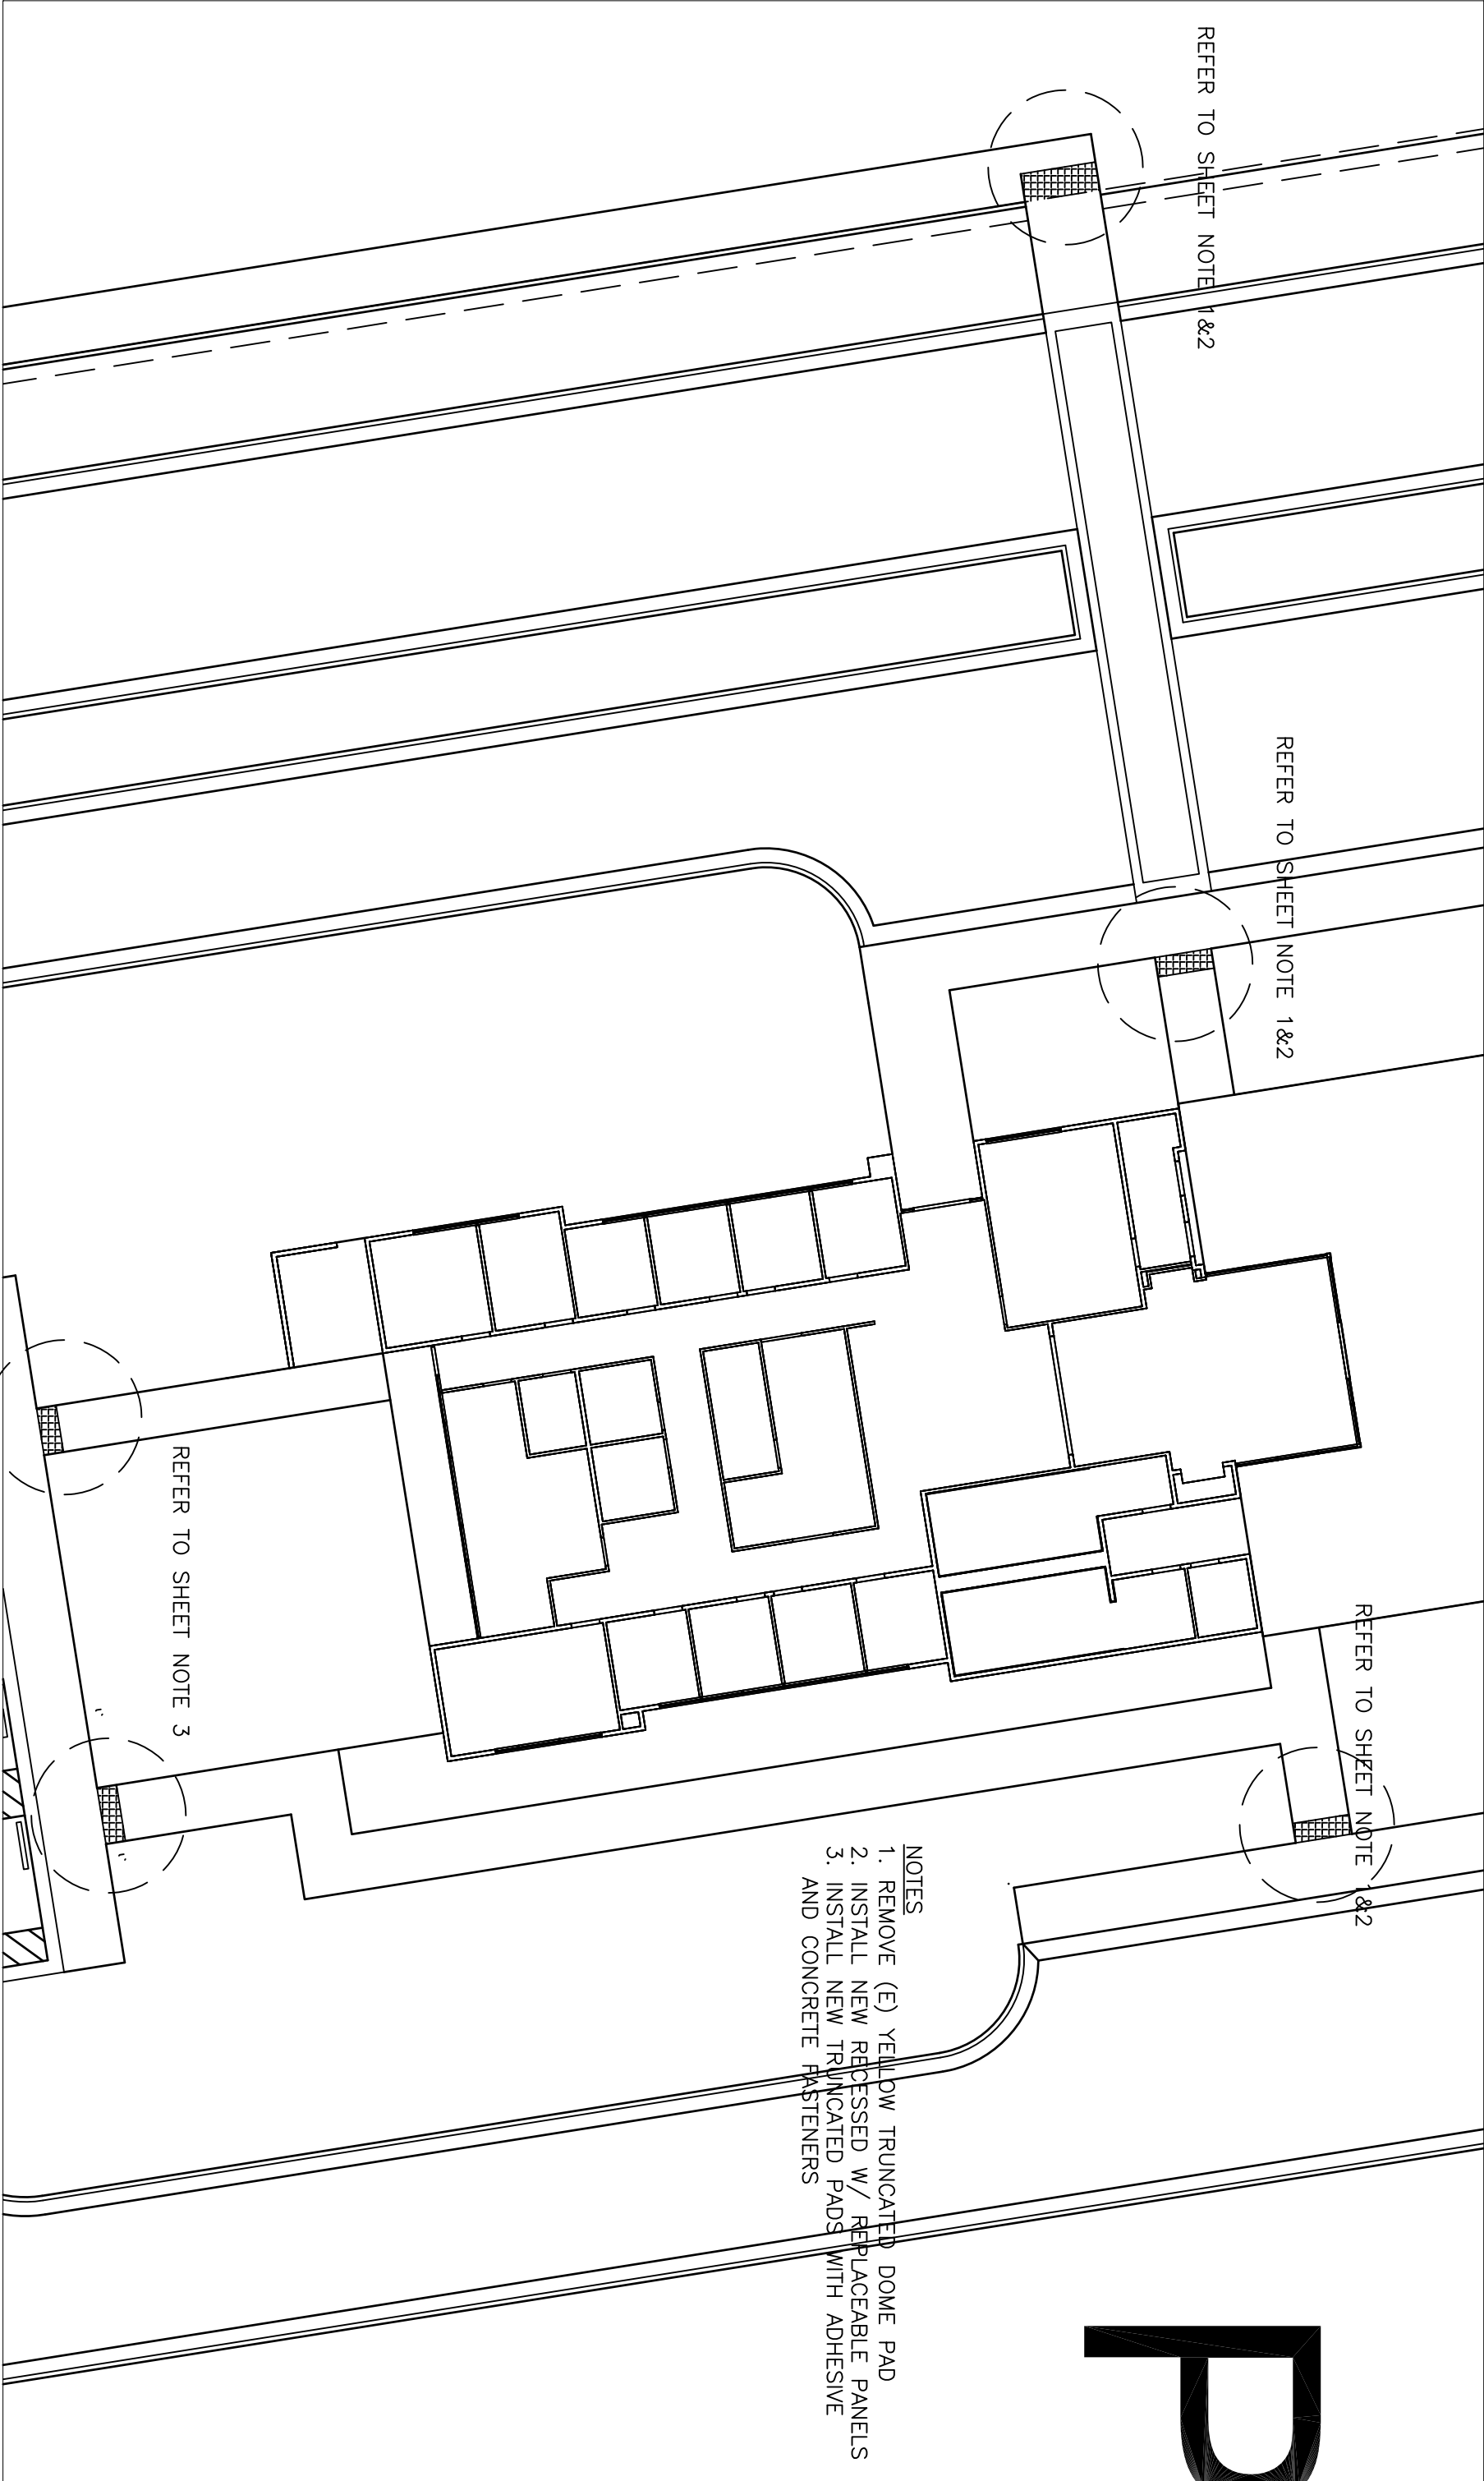 REFER TO SHEET NOTE 1&2
REFER TO SHEET NOTE 1&2
REFER TO SHEET NOTE 1&2
REFER TO SHEET NOTE 3
NOTES
1. REMOVE (E) YELLOW TRUNCATED DOME PAD
2. INSTALL NEW RECESSED W/ REPLACEABLE PANELS
3. INSTALL NEW TRUNCATED PADS WITH ADHESIVE
AND CONCRETE FASTENERS
P